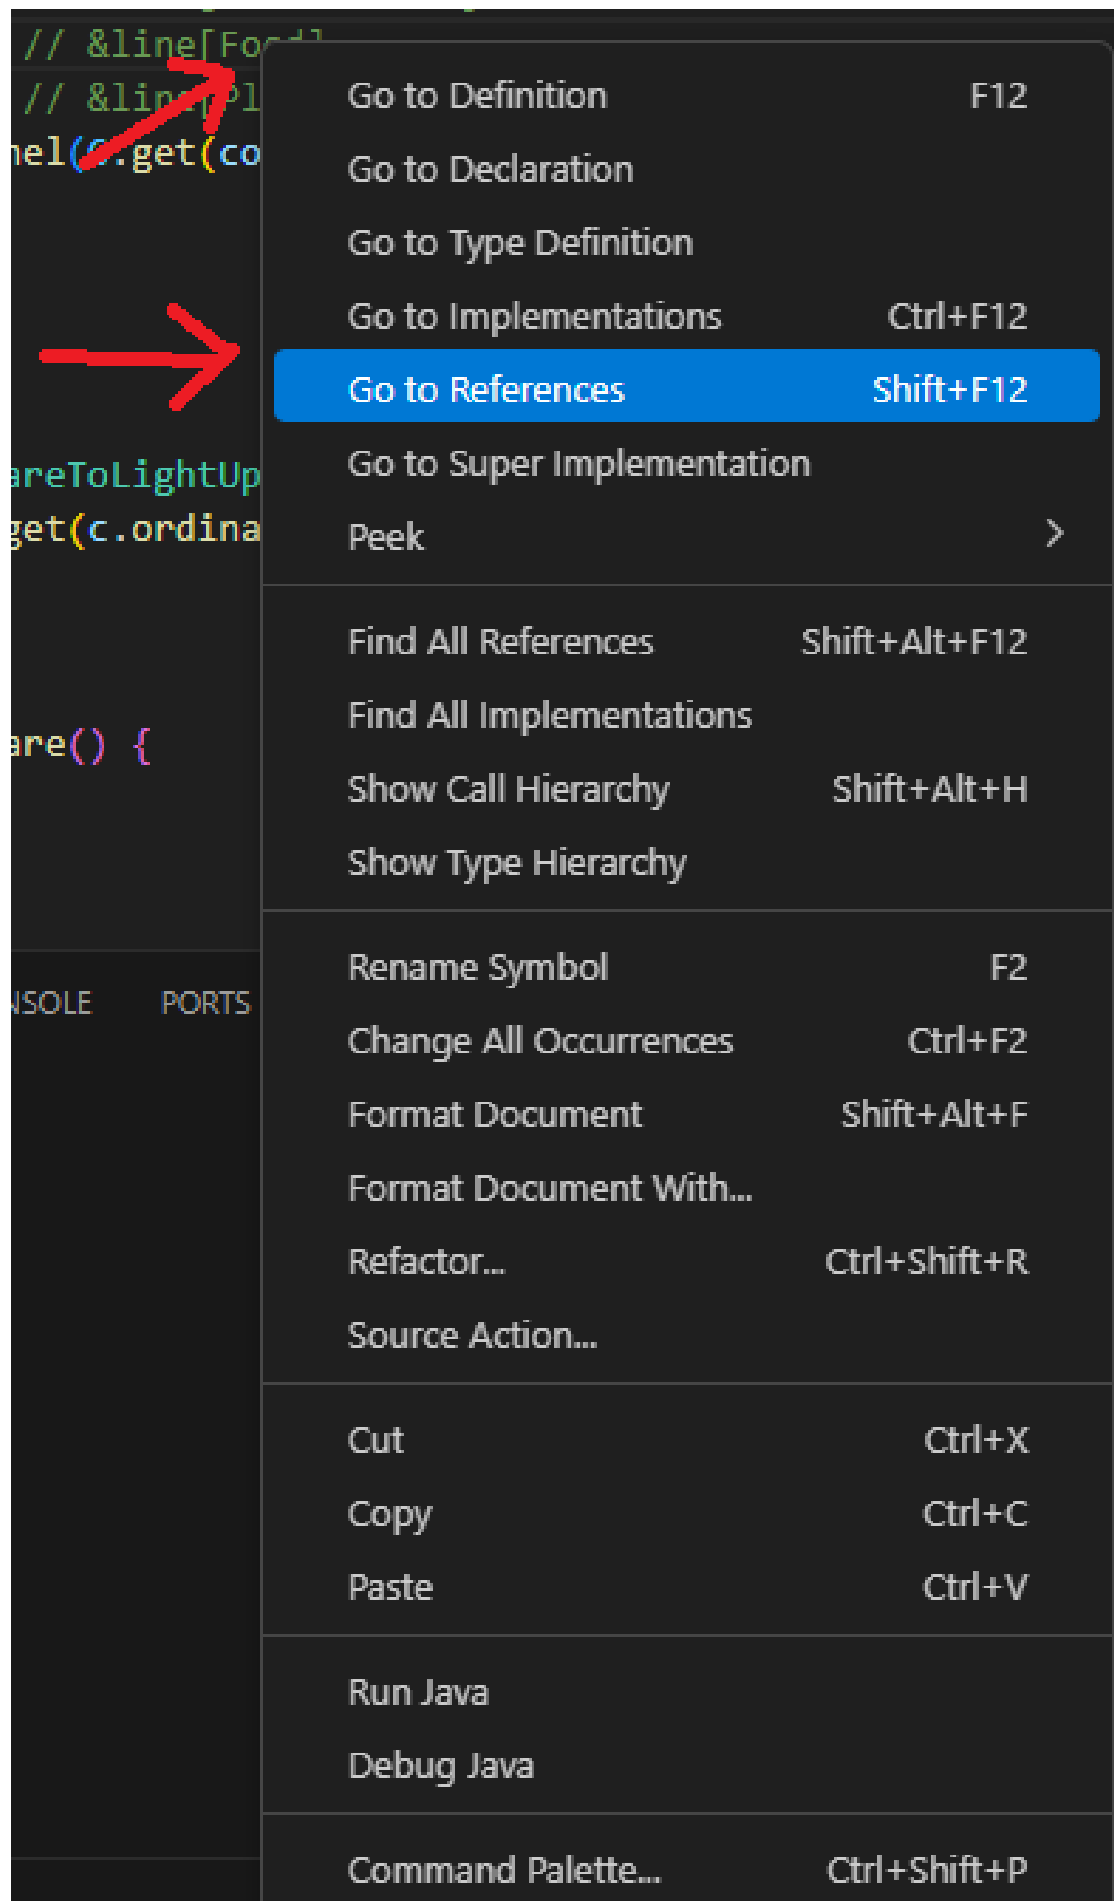 // &line[Food]
// &line[Pl
nel(C.get(co
areToLightUp
get(c.ordina
are() {
NSOLE PORTS
Go to Definition F12
Go to Declaration
Go to Type Definition
Go to Implementations Ctrl+F12
Go to References Shift+F12
Go to Super Implementation
Peek
Find All References Shift+Alt+F12
Find All Implementations
Show Call Hierarchy Shift+Alt+H
Show Type Hierarchy
Rename Symbol F2
Change All Occurrences Ctrl+F2
Format Document Shift+Alt+F
Format Document With...
Refactor... Ctrl+Shift+R
Source Action...
Cut Ctrl+X
Copy Ctrl+C
Paste Ctrl+V
Run Java
Debug Java
Command Palette... Ctrl+Shift+P